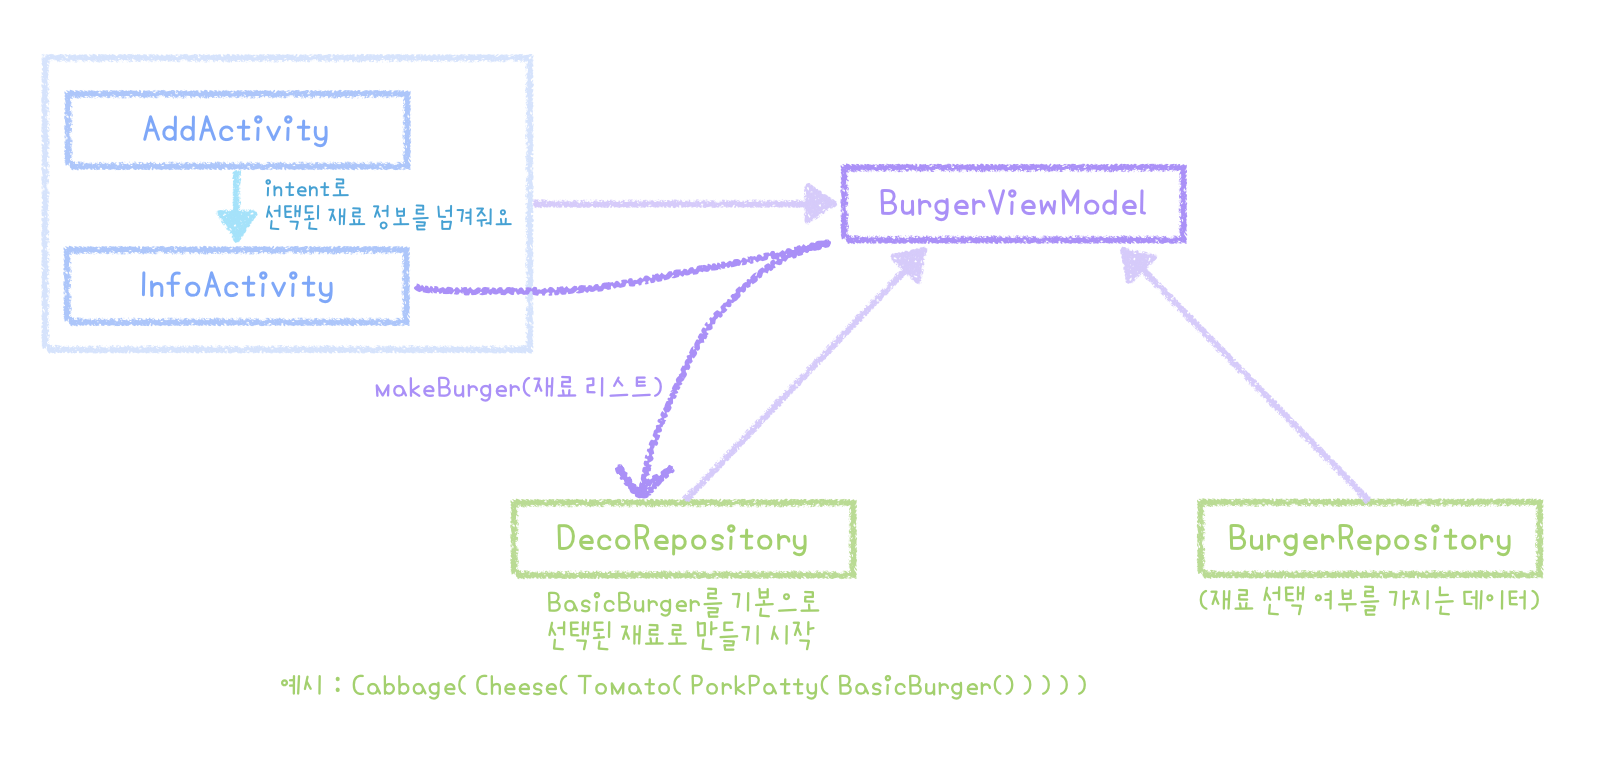 AddActivity
intent로
선택된 재료 정보를 넘겨줘요
InfoActivity
BurgerViewModel
makeBurger(재료 리스트)
DecoRepository
BasicBurger를 기본으로
선택된 재료로 만들기 시작
예시 : Cabbage( Cheese( Tomato( PorkPatty( BasicBurger() ) ) ) )
BurgerRepository
(재료 선택 여부를 가지는 데이터)